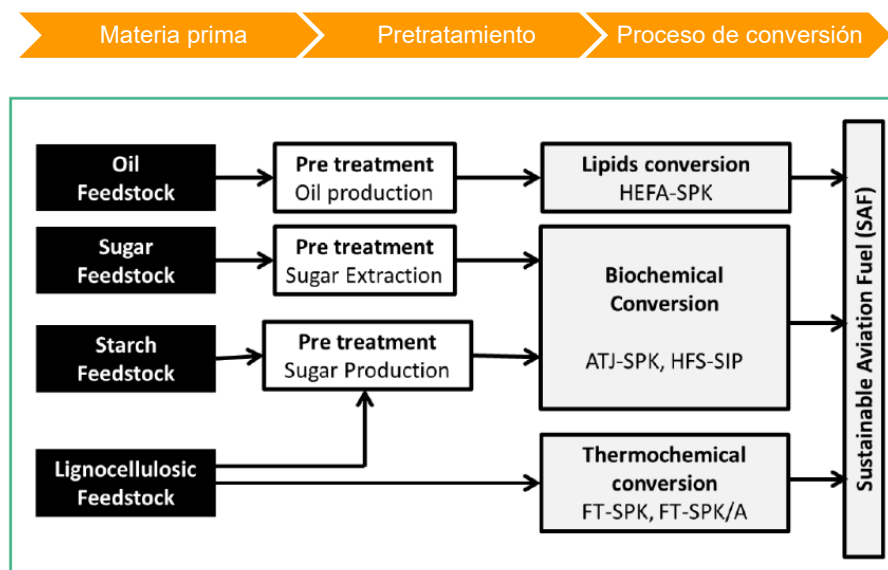 Materia prima
Pretratamiento
Proceso de conversión
Oil
Feedstock
Pre treatment
Oil production
Lipids conversion
HEFA-SPK
Sugar
Feedstock
Pre treatment
Sugar Extraction
Biochemical
Conversion
ATJ-SPK, HFS-SIP
Starch
Feedstock
Pre treatment
Sugar Production
Lignocellulosic
Feedstock
Thermochemical
conversion
FT-SPK, FT-SPK/A
Sustainable Aviation Fuel (SAF)